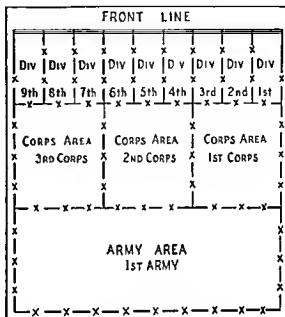 FRONT LINE
DIV DIV DIV DIV DIV DIV D V DIV DIV
9th 8th 7th 6th 5th 4th 3rd 2nd 1st
CORPS AREA CORPS AREA CORPS AREA
3RD CORPS 2ND CORPS 1ST CORPS
ARMY AREA
1ST ARMY